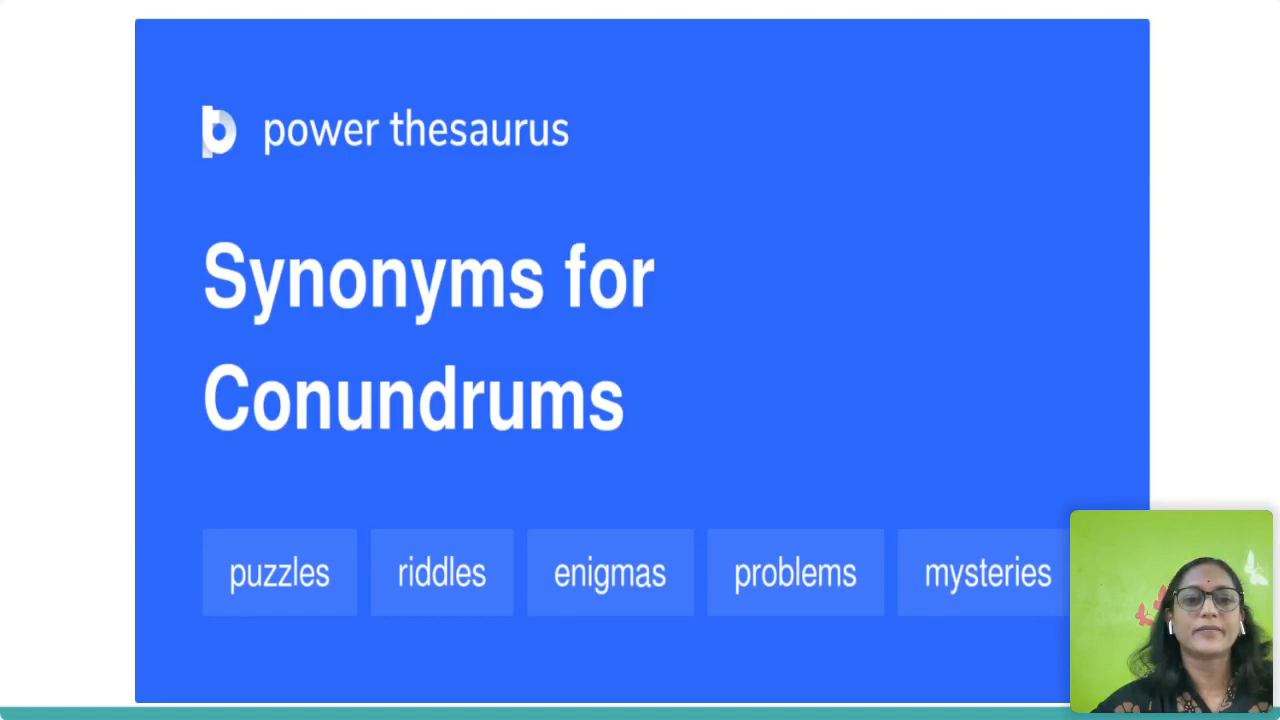 power thesaurus
Synonyms for
Conundrums
puzzles riddles enigmas problems mysteries